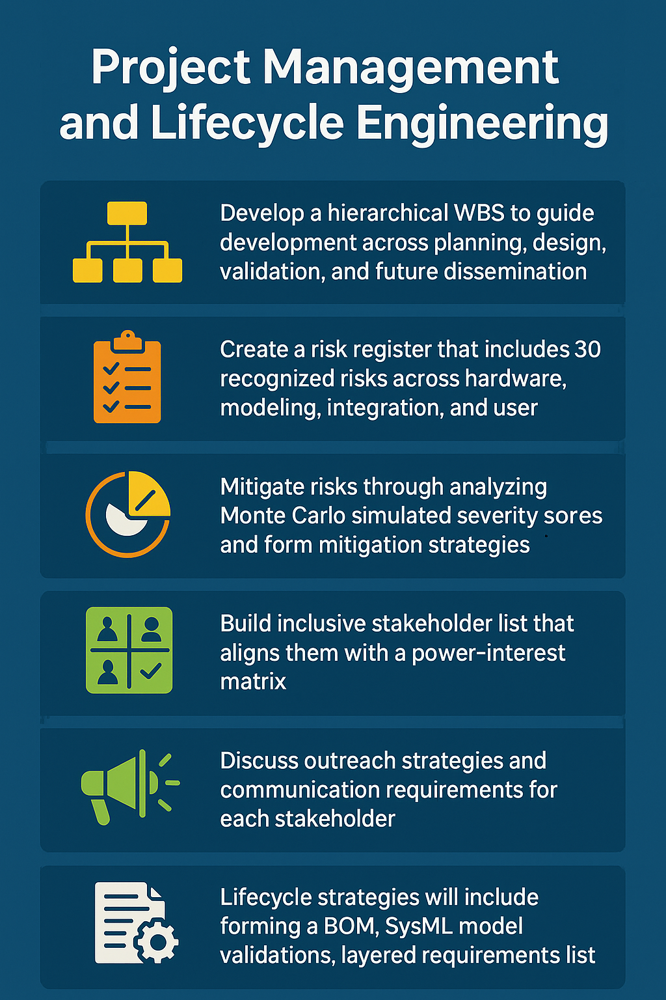 Project Management
and Lifecycle Engineering
Develop a hierarchical WBS to guide
development across planning, design,
validation, and future dissemination
Create a risk register that includes 30
recognized risks across hardware,
modeling, integration, and user
Mitigate risks through analyzing
Monte Carlo simulated severity sores
and form mitigation strategies
Build inclusive stakeholder list that
aligns them with a power-interest
matrix
Discuss outreach strategies and
communication requirements for
each stakeholder
Lifecycle strategies will include
forming a BOM, SysML model
validations, layered requirements list